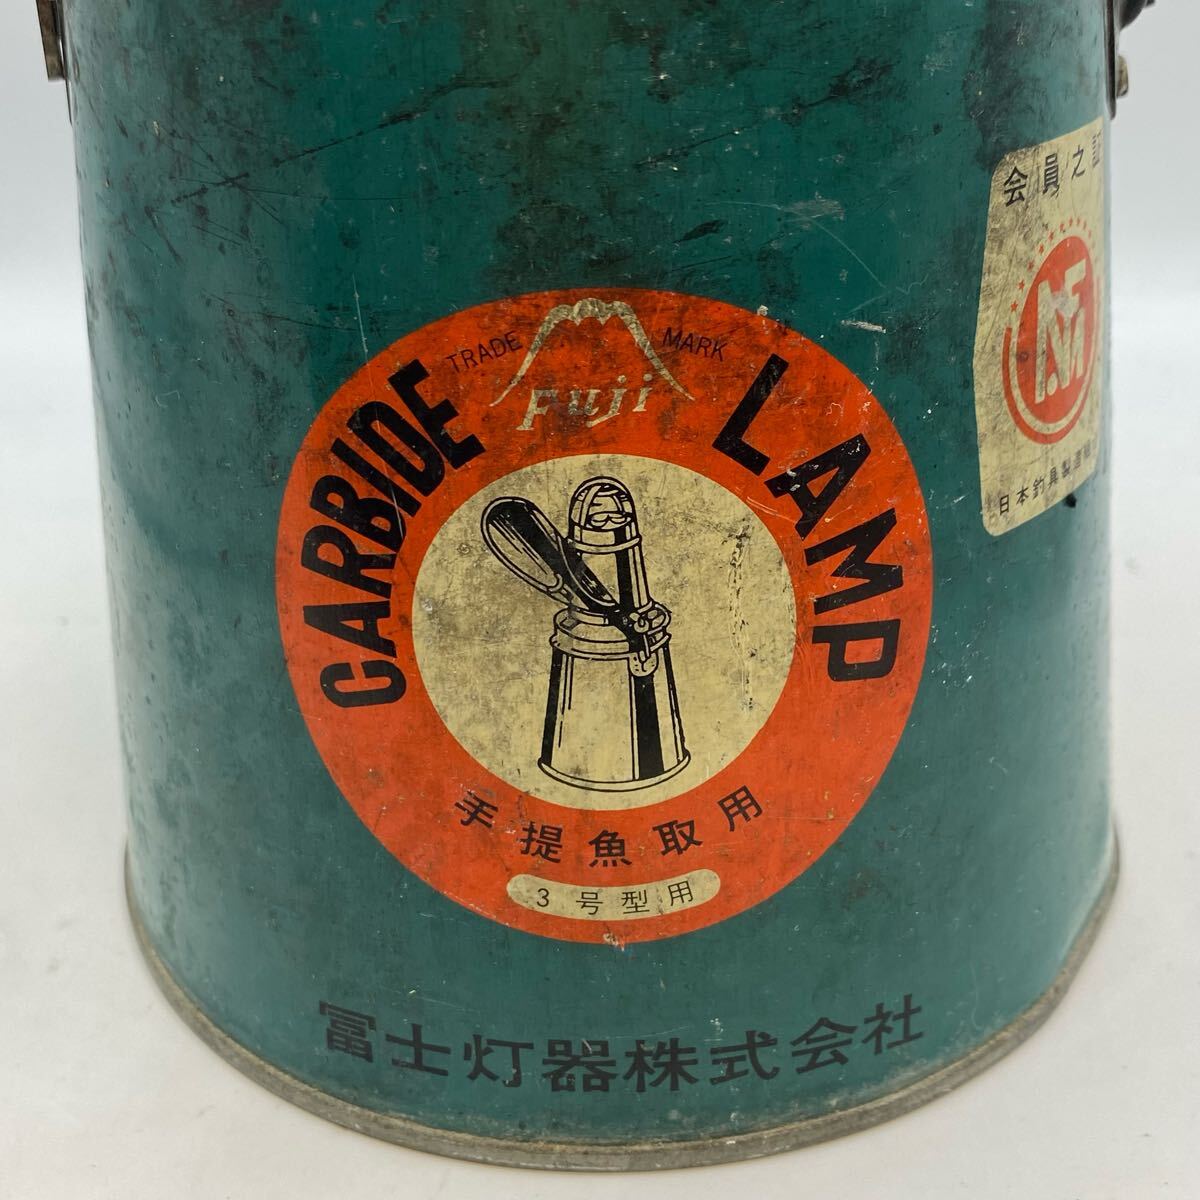 TRADE MARK
Fuji
CARBIDE LAMP
手提魚取用
3号型用
冨士灯器株式会社
会員之証
日本釣具製造